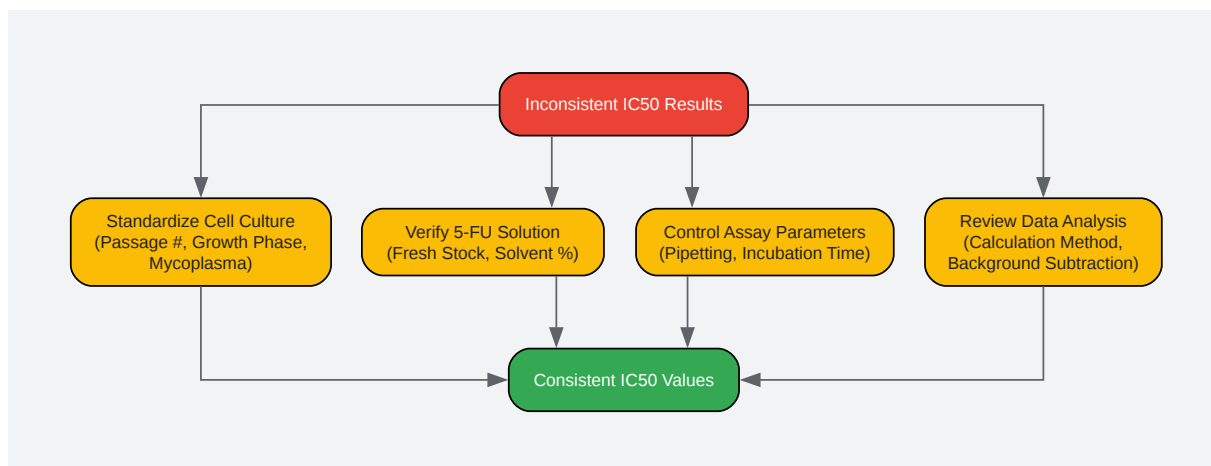 Inconsistent IC50 Results
Standardize Cell Culture
(Passage #, Growth Phase,
Mycoplasma)
Verify 5-FU Solution
(Fresh Stock, Solvent %)
Control Assay Parameters
(Pipetting, Incubation Time)
Review Data Analysis
(Calculation Method,
Background Subtraction)
Consistent IC50 Values